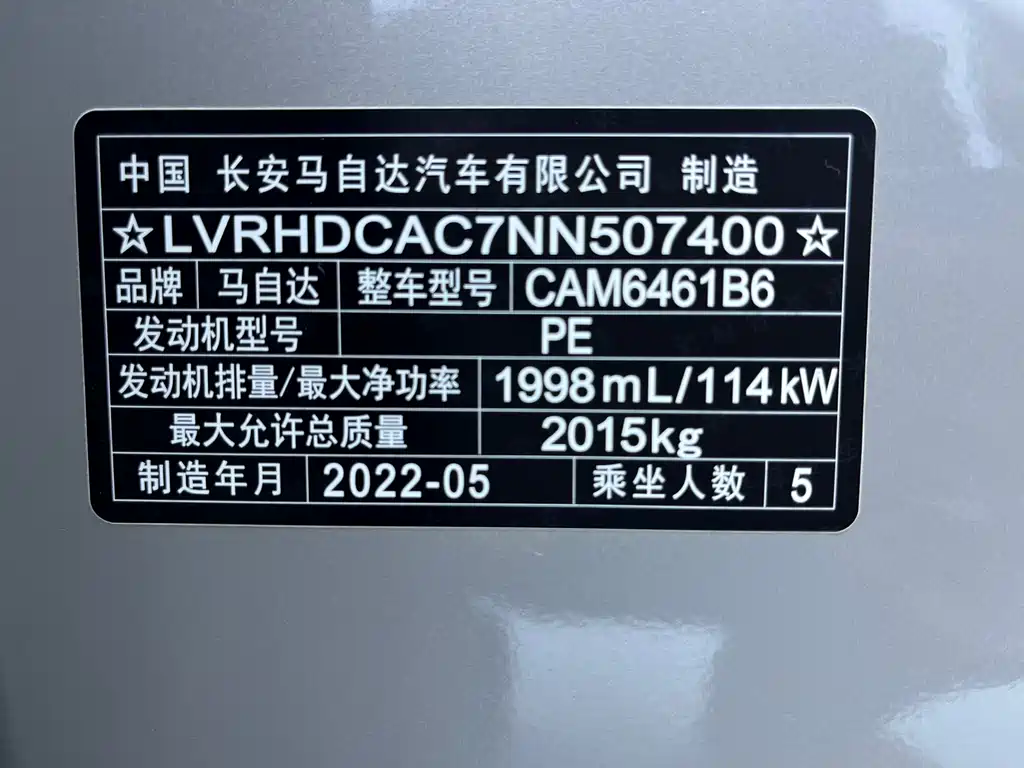 中国 长安马自达汽车有限公司 制造
☆LVRHDCAC7NN507400☆
品牌 马自达 整车型号 CAM6461B6
发动机型号 PE
发动机排量/最大净功率 1998mL/114kW
最大允许总质量 2015kg
制造年月 2022-05 乘坐人数 5